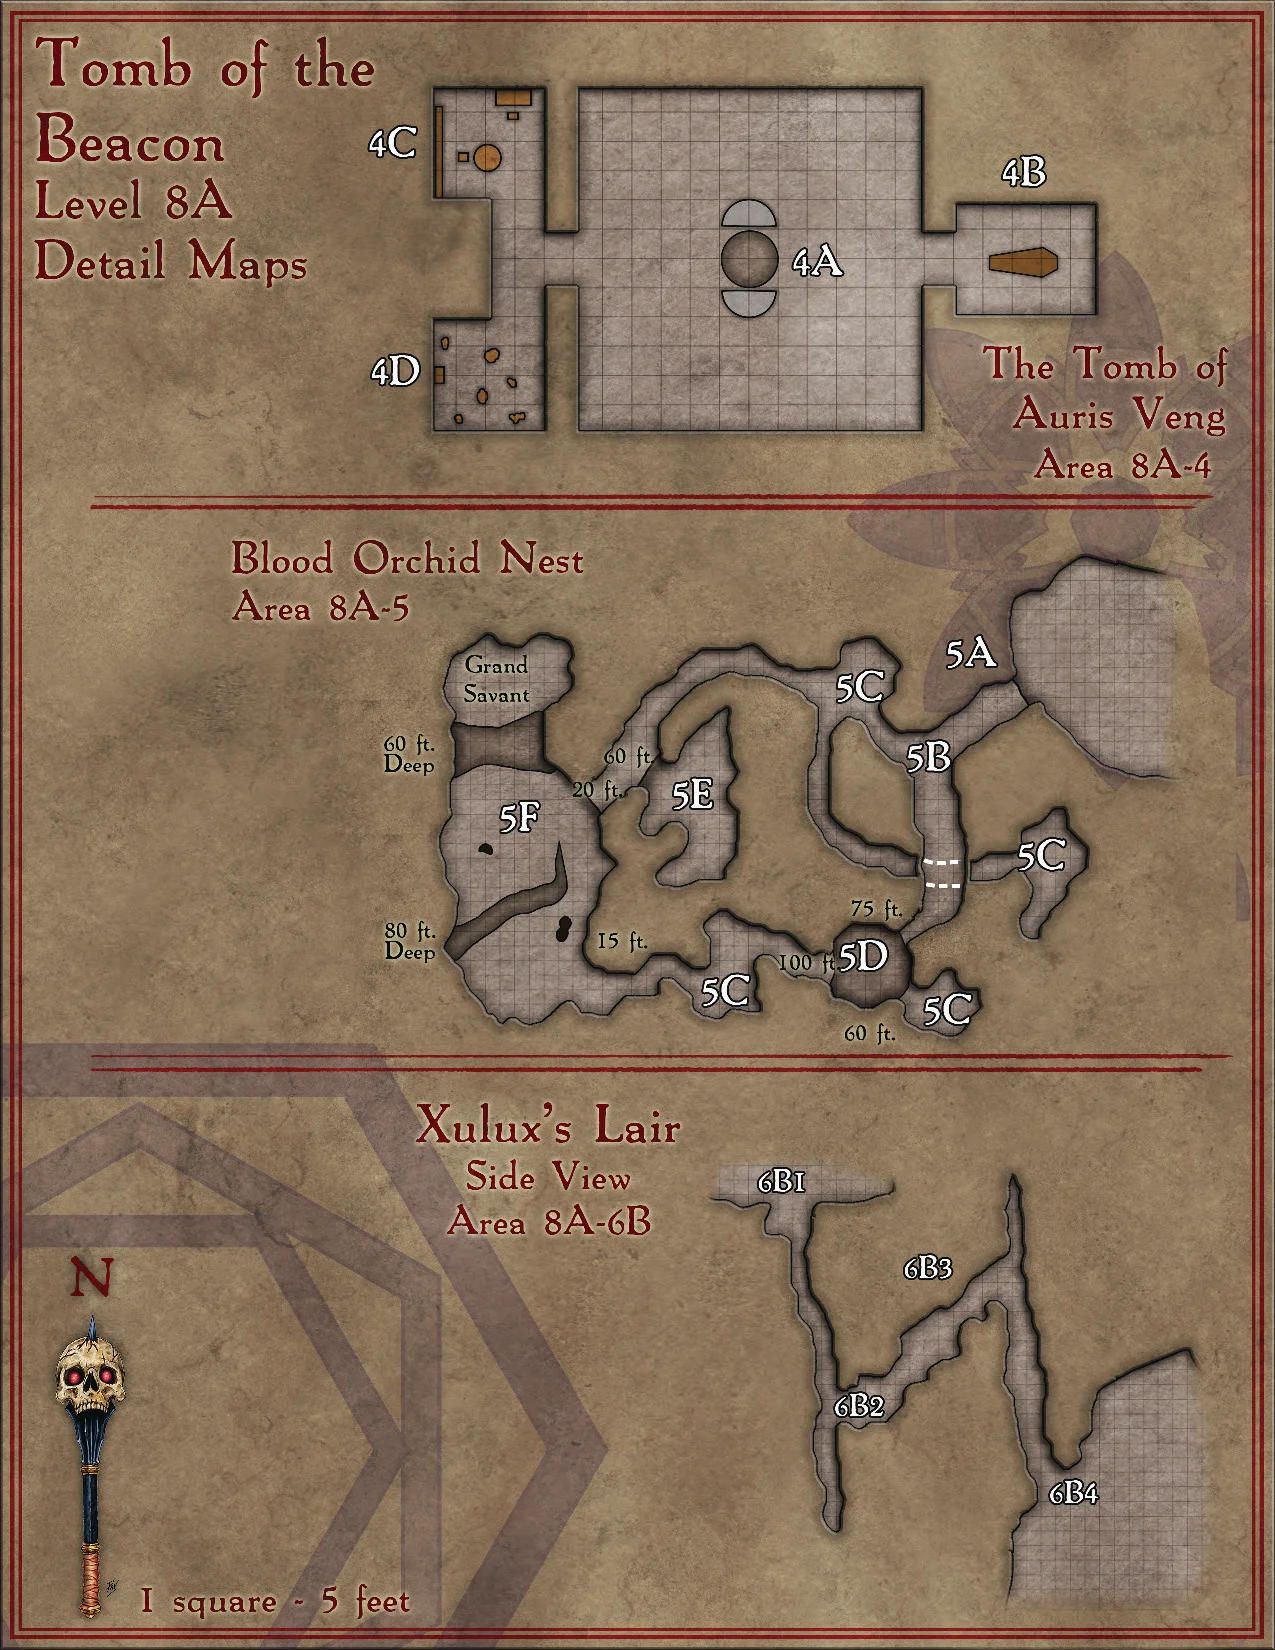 Tomb of the
Beacon
Level 8A
Detail Maps
4C
4B
4A
4D
The Tomb of
Auris Veng
Area 8A-4
Blood Orchid Nest
Area 8A-5
Grand
Savant
5C
5A
60 ft.
Deep
60 ft.
5B
20 ft.
5E
5F
5C
75 ft.
80 ft.
Deep
15 ft.
100 ft.
5D
5C
5C
60 ft.
Xulux's Lair
Side View
Area 8A-6B
6B1
6B3
N
6B2
6B4
1 square - 5 feet